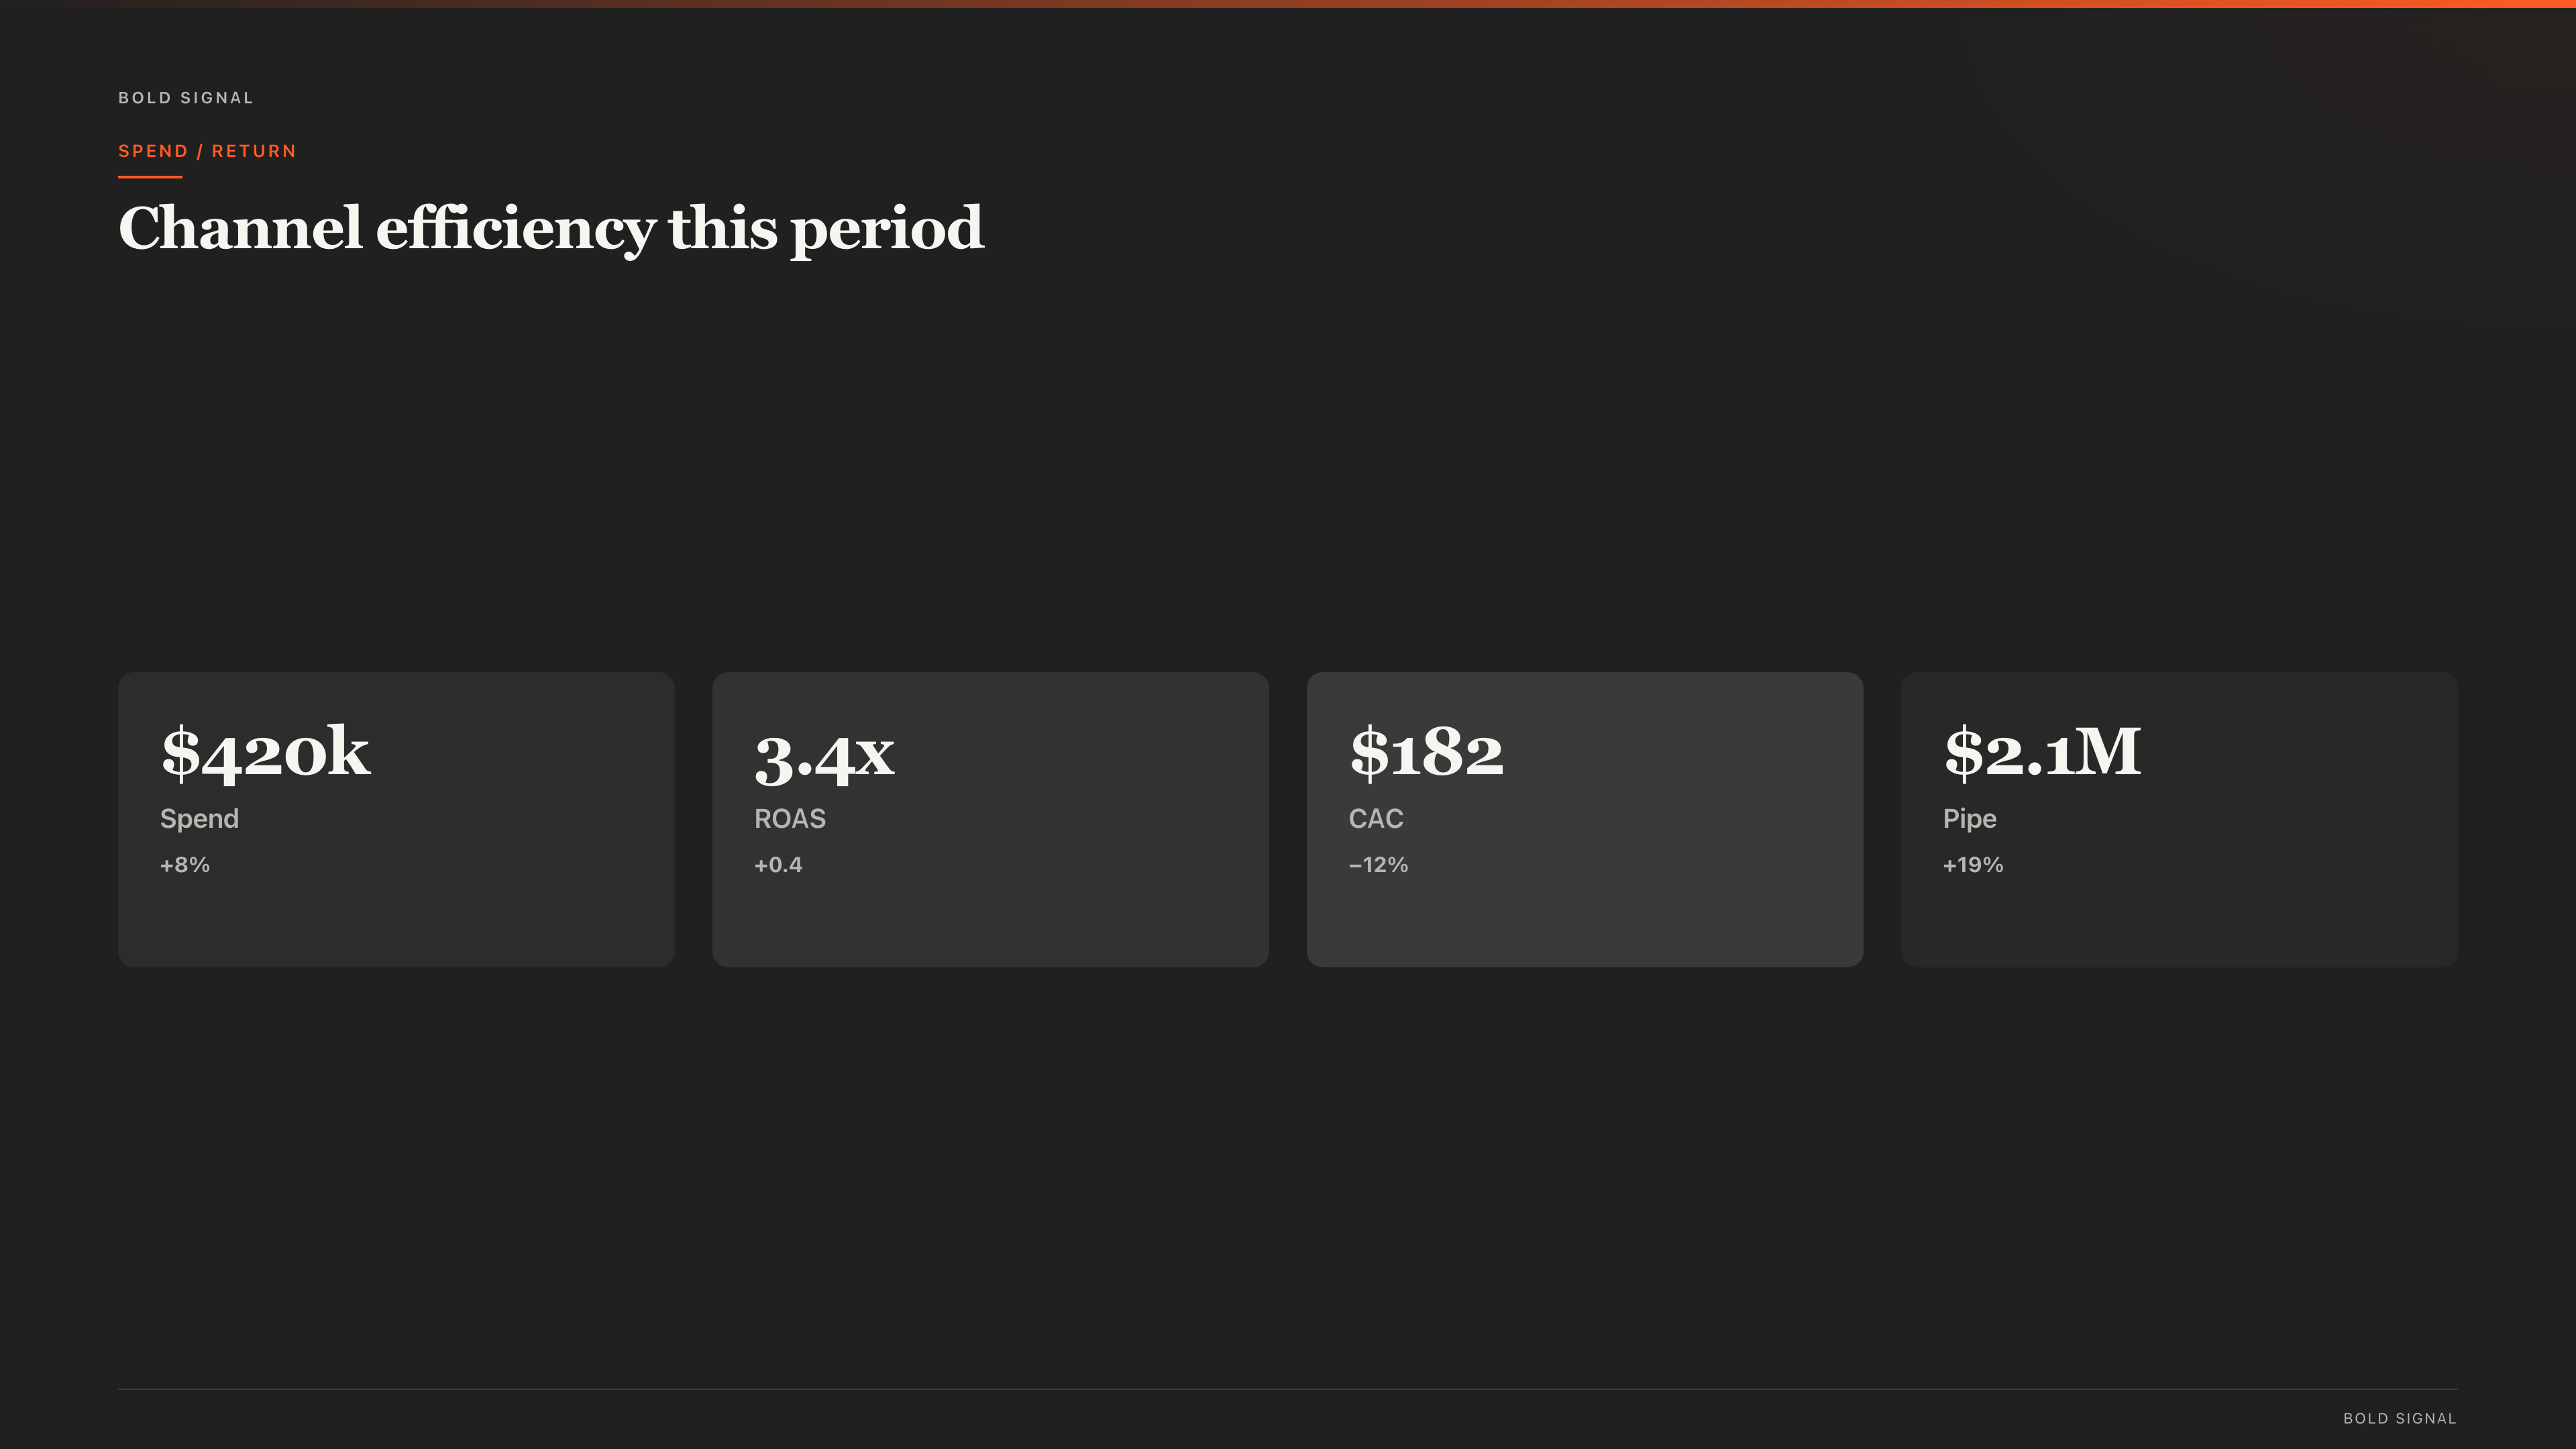 BOLD SIGNAL
SPEND / RETURN
Channel efficiency this period
$420k
Spend
+8%
3.4x
ROAS
+0.4
$182
CAC
−12%
$2.1M
Pipe
+19%
BOLD SIGNAL